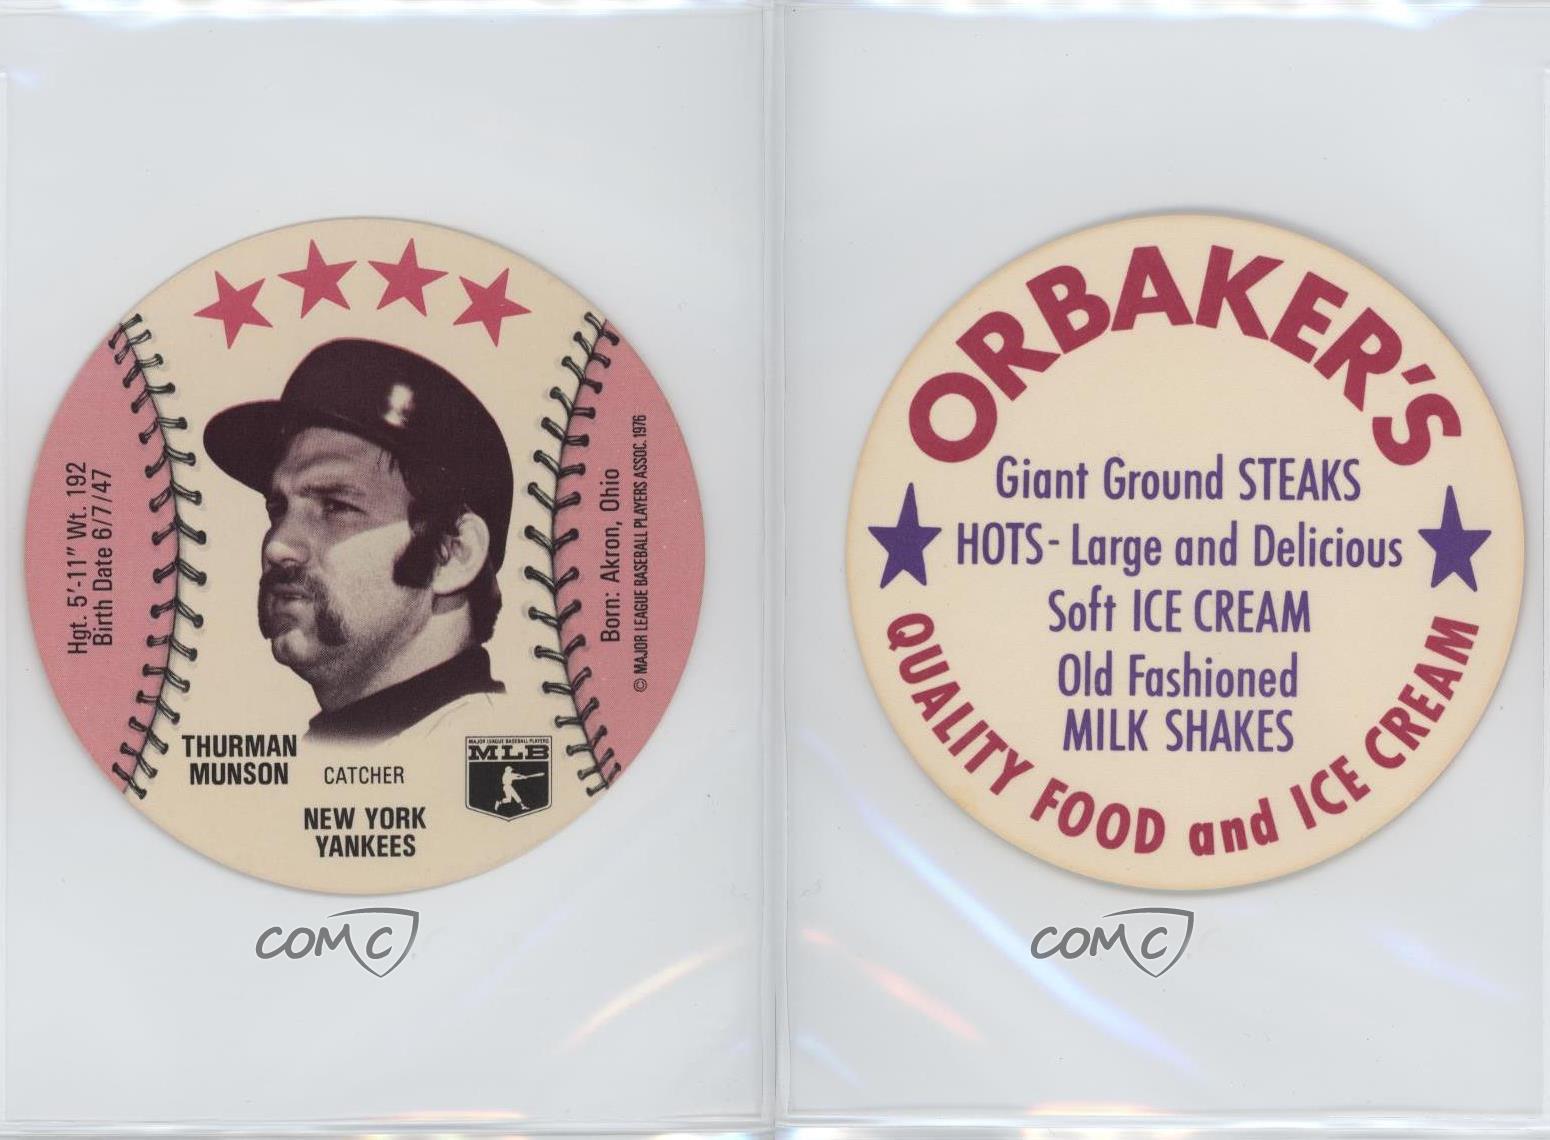 Hgt. 5'-11" Wt. 192
Birth Date 6/7/47
Born: Akron, Ohio
© MAJOR LEAGUE BASEBALL PLAYERS ASSOC. 1976
THURMAN
MUNSON
CATCHER
NEW YORK
YANKEES
MAJOR LEAGUE BASEBALL PLAYERS
MLB
COMC
ORBAKER'S
Giant Ground STEAKS
HOTS - Large and Delicious
Soft ICE CREAM
Old Fashioned
MILK SHAKES
QUALITY FOOD and ICE CREAM
COMC